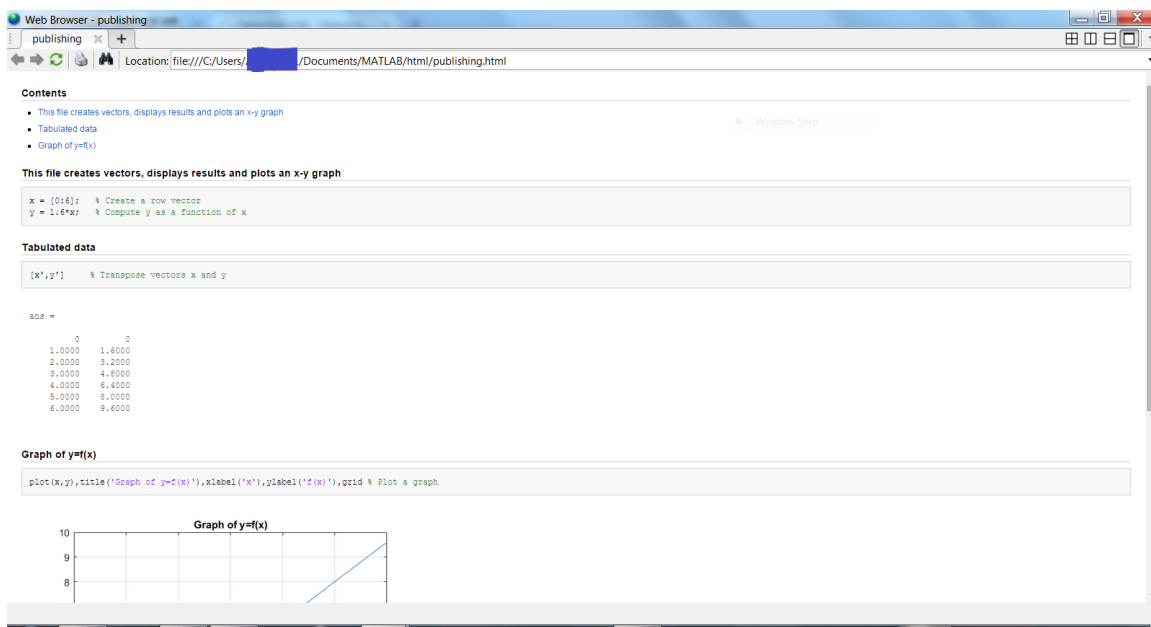 Web Browser - publishing
publishing
Location: file:///C:/Users/ /Documents/MATLAB/html/publishing.html
Contents
This file creates vectors, displays results and plots an x-y graph
Tabulated data
Graph of y=f(x)
Window Snip
This file creates vectors, displays results and plots an x-y graph
x = [0:6];   % Create a row vector
y = 1.6*x;   % Compute y as a function of x
Tabulated data
[x',y']     % Transpose vectors x and y
ans =
0         0
1.0000    1.6000
2.0000    3.2000
3.0000    4.8000
4.0000    6.4000
5.0000    8.0000
6.0000    9.6000
Graph of y=f(x)
plot(x,y),title('Graph of y=f(x)'),xlabel('x'),ylabel('f(x)'),grid % Plot a graph
Graph of y=f(x)
10
9
8